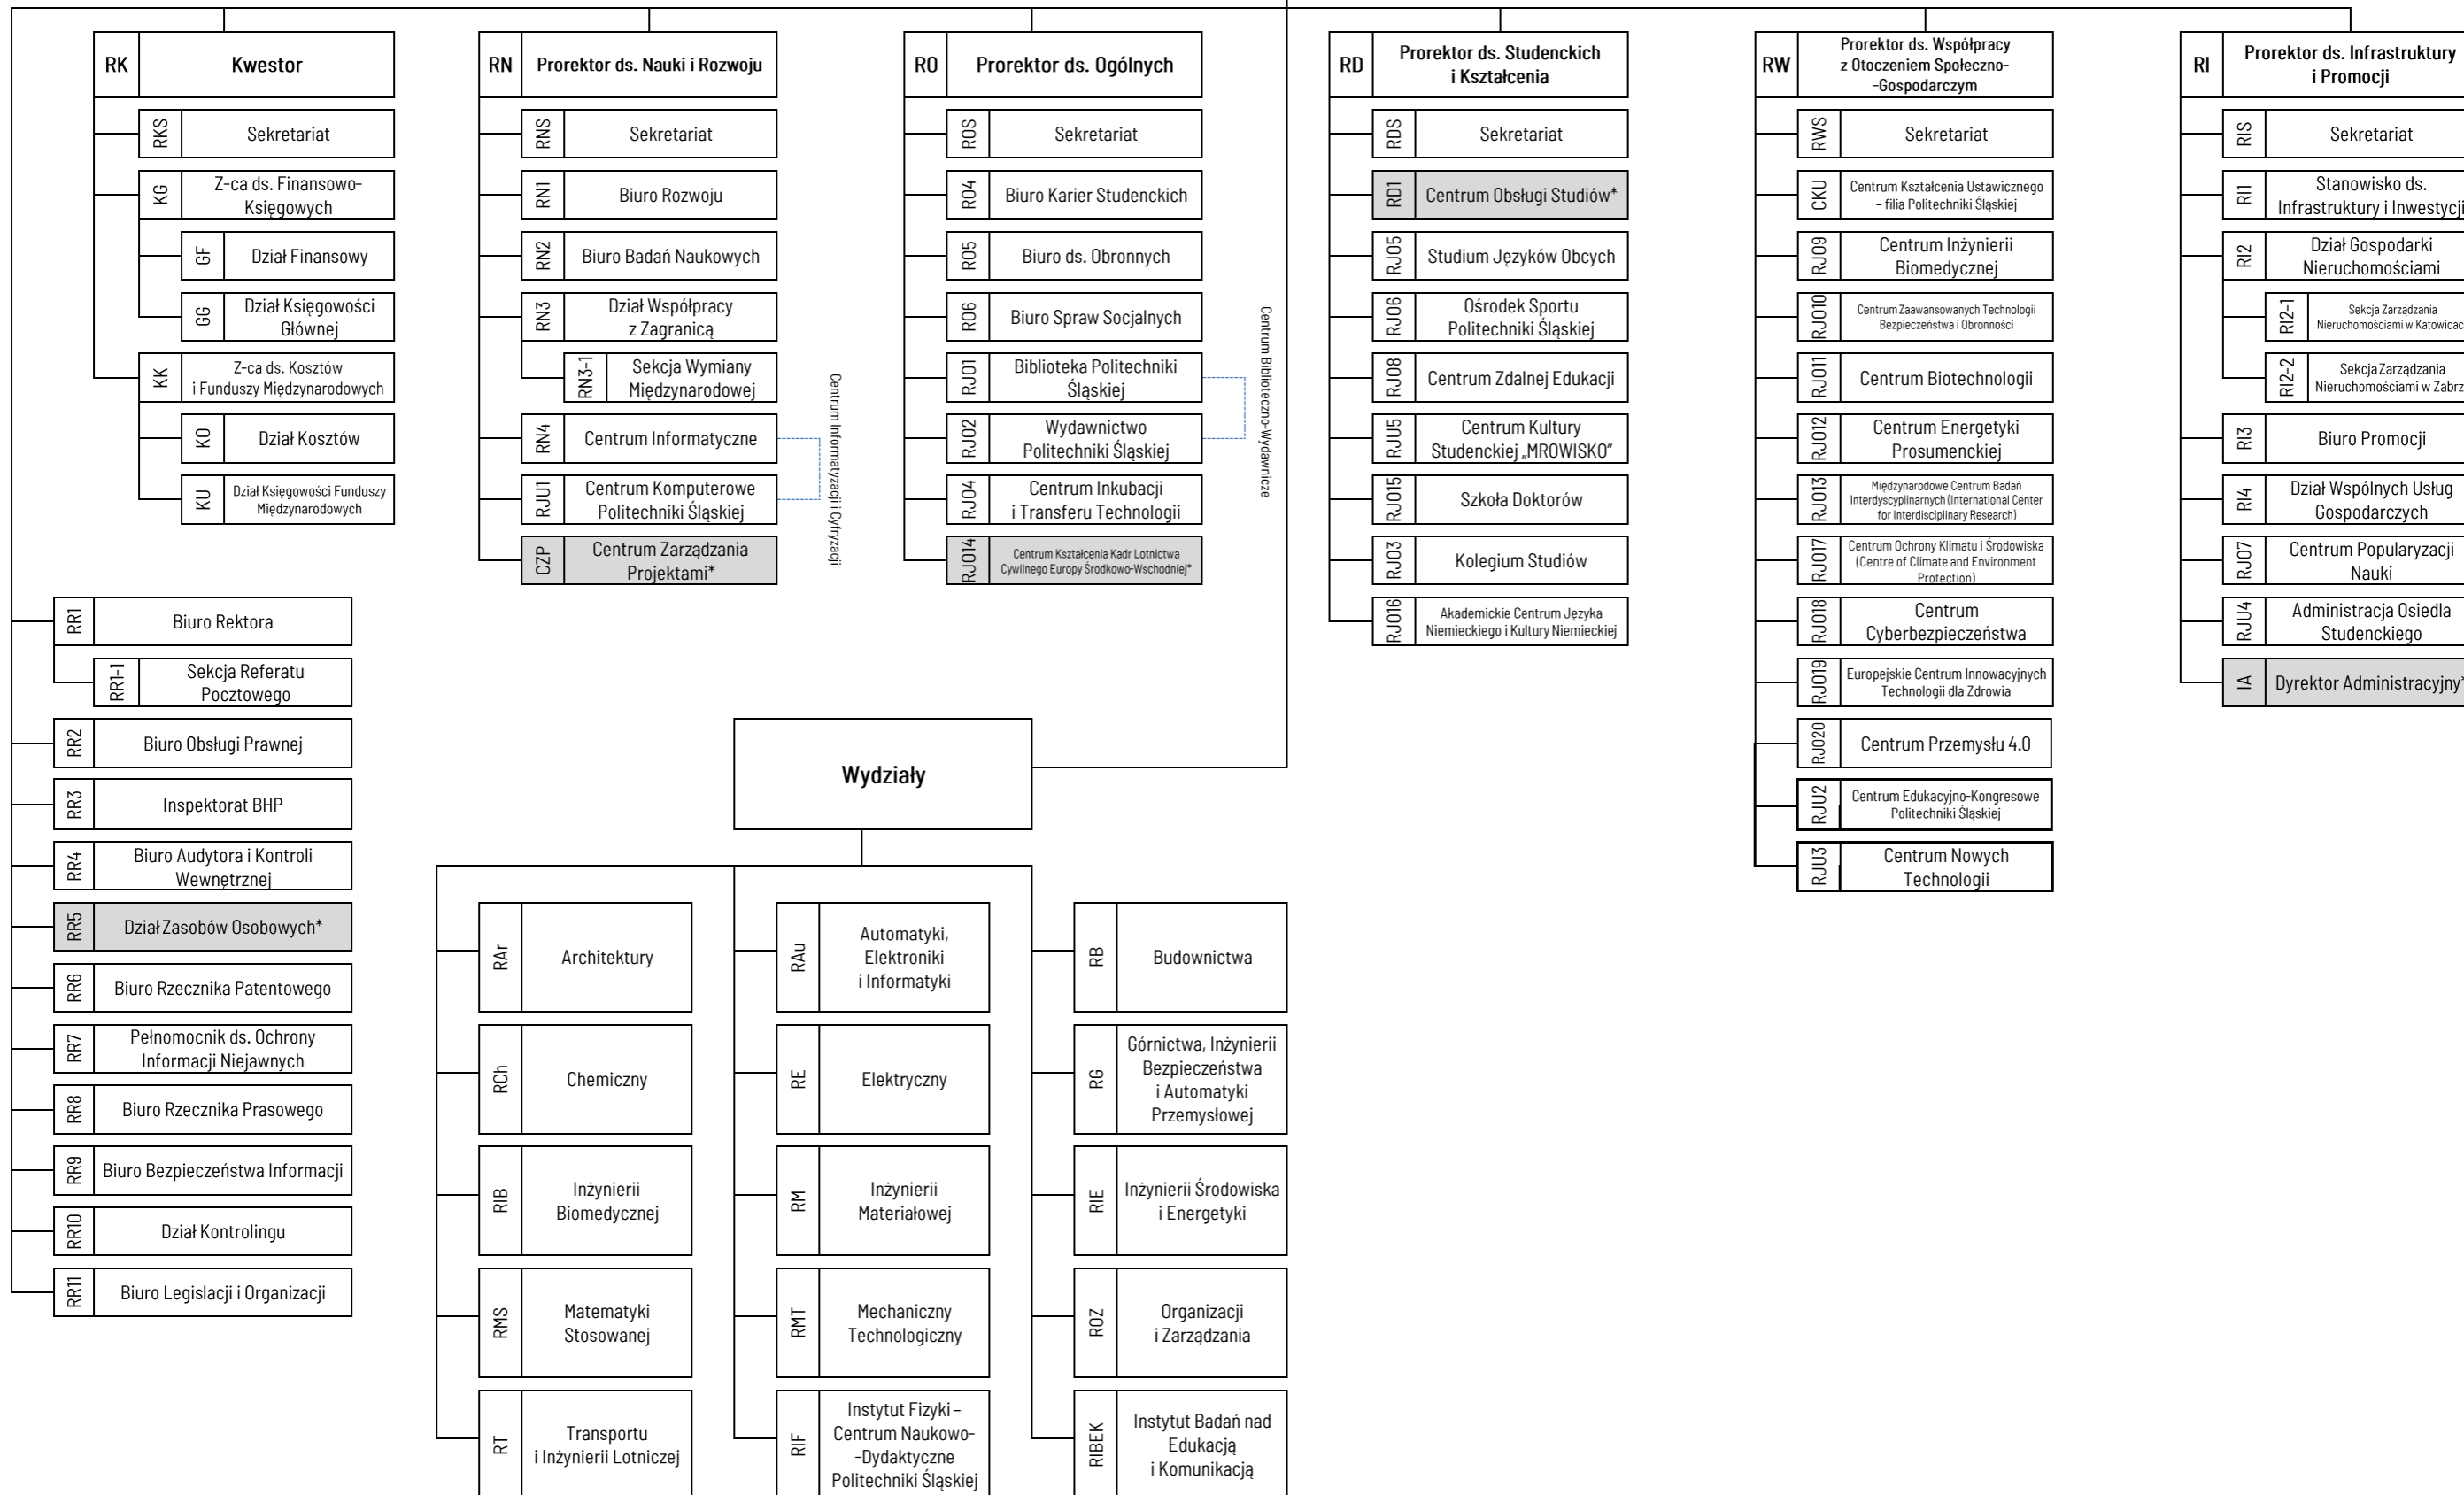 RK
Kwestor
RKS
Sekretariat
KG
Z-ca ds. Finansowo-
Księgowych
GF
Dział Finansowy
GG
Dział Księgowości
Głównej
KK
Z-ca ds. Kosztów
i Funduszy Międzynarodowych
KO
Dział Kosztów
KU
Dział Księgowości Funduszy
Międzynarodowych
RN
Prorektor ds. Nauki i Rozwoju
RNS
Sekretariat
RN1
Biuro Rozwoju
RN2
Biuro Badań Naukowych
RN3
Dział Współpracy
z Zagranicą
RN3-1
Sekcja Wymiany
Międzynarodowej
RN4
Centrum Informatyczne
RJU1
Centrum Komputerowe
Politechniki Śląskiej
CZP
Centrum Zarządzania
Projektami*
Centrum Informatyzacji i Cyfryzacji
RO
Prorektor ds. Ogólnych
ROS
Sekretariat
RO4
Biuro Karier Studenckich
RO5
Biuro ds. Obronnych
RO6
Biuro Spraw Socjalnych
RJO1
Biblioteka Politechniki
Śląskiej
RJO2
Wydawnictwo
Politechniki Śląskiej
RJO4
Centrum Inkubacji
i Transferu Technologii
RJO14
Centrum Kształcenia Kadr Lotnictwa
Cywilnego Europy Środkowo-Wschodniej*
Centrum Biblioteczno-Wydawnicze
RD
Prorektor ds. Studenckich
i Kształcenia
RDS
Sekretariat
RD1
Centrum Obsługi Studiów*
RJO5
Studium Języków Obcych
RJO6
Ośrodek Sportu
Politechniki Śląskiej
RJO8
Centrum Zdalnej Edukacji
RJU5
Centrum Kultury
Studenckiej „MROWISKO”
RJO15
Szkoła Doktorów
RJO3
Kolegium Studiów
RJO16
Akademickie Centrum Języka
Niemieckiego i Kultury Niemieckiej
RW
Prorektor ds. Współpracy
z Otoczeniem Społeczno-
-Gospodarczym
RWS
Sekretariat
CKU
Centrum Kształcenia Ustawicznego
– filia Politechniki Śląskiej
RJO9
Centrum Inżynierii
Biomedycznej
RJO10
Centrum Zaawansowanych Technologii
Bezpieczeństwa i Obronności
RJO11
Centrum Biotechnologii
RJO12
Centrum Energetyki
Prosumenckiej
RJO13
Międzynarodowe Centrum Badań
Interdyscyplinarnych (International Center
for Interdisciplinary Research)
RJO17
Centrum Ochrony Klimatu i Środowiska
(Centre of Climate and Environment
Protection)
RJO18
Centrum
Cyberbezpieczeństwa
RJO19
Europejskie Centrum Innowacyjnych
Technologii dla Zdrowia
RJO20
Centrum Przemysłu 4.0
RJU2
Centrum Edukacyjno-Kongresowe
Politechniki Śląskiej
RJU3
Centrum Nowych
Technologii
RI
Prorektor ds. Infrastruktury
i Promocji
RIS
Sekretariat
RI1
Stanowisko ds.
Infrastruktury i Inwestycji
RI2
Dział Gospodarki
Nieruchomościami
RI2-1
Sekcja Zarządzania
Nieruchomościami w Katowicac
RI2-2
Sekcja Zarządzania
Nieruchomościami w Zabrz
RI3
Biuro Promocji
RI4
Dział Wspólnych Usług
Gospodarczych
RJO7
Centrum Popularyzacji
Nauki
RJU4
Administracja Osiedla
Studenckiego
IA
Dyrektor Administracyjny*
RR1
Biuro Rektora
RR1-1
Sekcja Referatu
Pocztowego
RR2
Biuro Obsługi Prawnej
RR3
Inspektorat BHP
RR4
Biuro Audytora i Kontroli
Wewnętrznej
RR5
Dział Zasobów Osobowych*
RR6
Biuro Rzecznika Patentowego
RR7
Pełnomocnik ds. Ochrony
Informacji Niejawnych
RR8
Biuro Rzecznika Prasowego
RR9
Biuro Bezpieczeństwa Informacji
RR10
Dział Kontrolingu
RR11
Biuro Legislacji i Organizacji
Wydziały
RAr
Architektury
RCh
Chemiczny
RIB
Inżynierii
Biomedycznej
RMS
Matematyki
Stosowanej
RT
Transportu
i Inżynierii Lotniczej
RAu
Automatyki,
Elektroniki
i Informatyki
RE
Elektryczny
RM
Inżynierii
Materiałowej
RMT
Mechaniczny
Technologiczny
RIF
Instytut Fizyki –
Centrum Naukowo-
-Dydaktyczne
Politechniki Śląskiej
RB
Budownictwa
RG
Górnictwa, Inżynierii
Bezpieczeństwa
i Automatyki
Przemysłowej
RIE
Inżynierii Środowiska
i Energetyki
ROZ
Organizacji
i Zarządzania
RIBEK
Instytut Badań nad
Edukacją
i Komunikacją